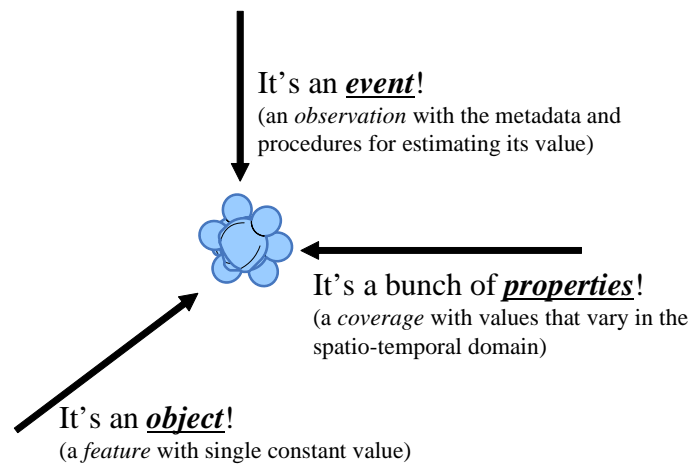 It’s an event!
(an observation with the metadata and
procedures for estimating its value)
It’s a bunch of properties!
(a coverage with values that vary in the
spatio-temporal domain)
It’s an object!
(a feature with single constant value)